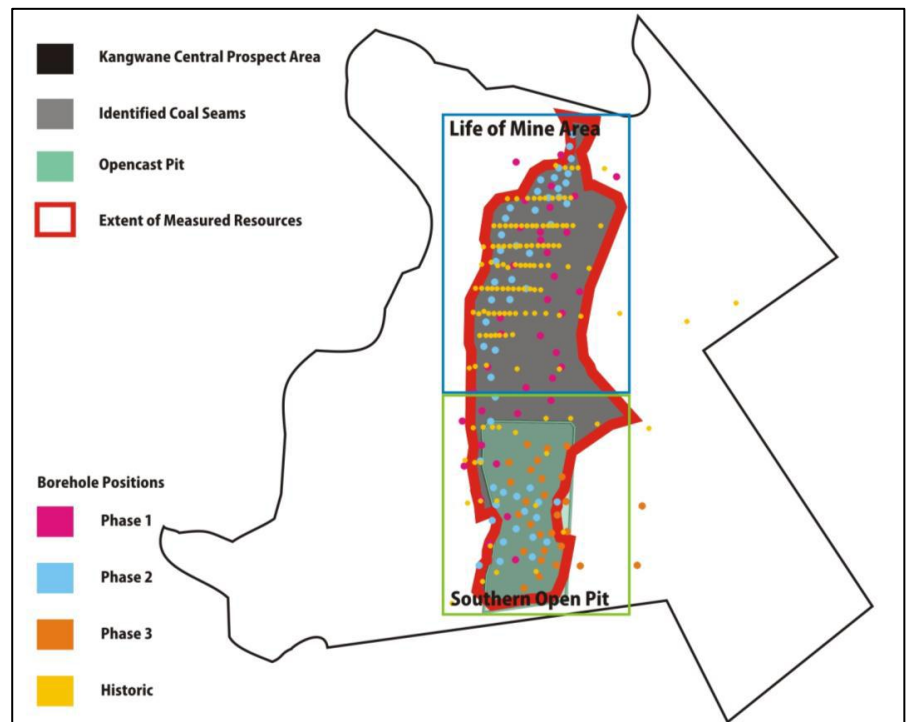 Kangwane Central Prospect Area
Identified Coal Seams
Opencast Pit
Extent of Measured Resources
Life of Mine Area
Southern Open Pit
Borehole Positions
Phase 1
Phase 2
Phase 3
Historic